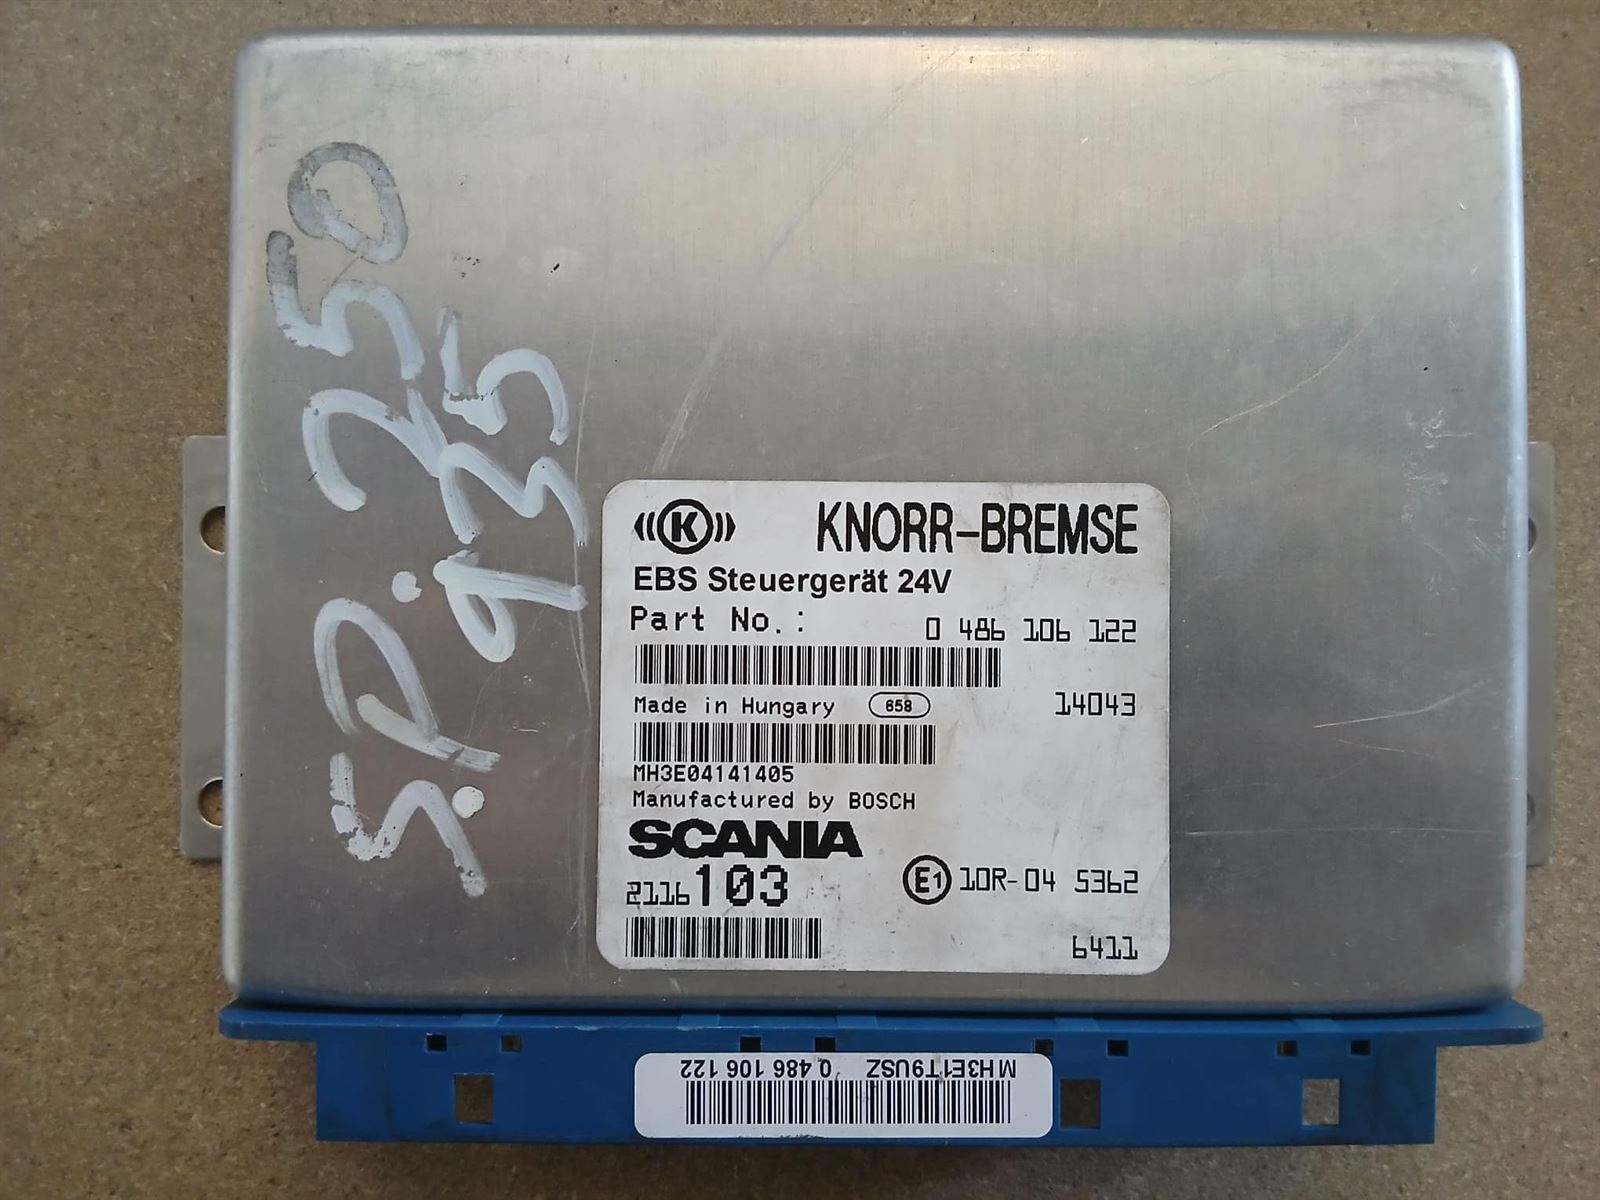 S.D. 250
935
K
KNORR-BREMSE
EBS Steuergerät 24V
Part No.: 0 486 106 122
Made in Hungary 658 14043
MH3E04141405
Manufactured by BOSCH
SCANIA
2116103 E1 10R-04 5362
6411
MH3E1T9USZ 0 486 106 122